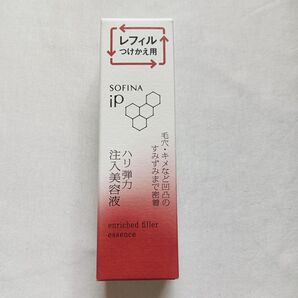 レフィル
つけかえ用
SOFINA
iP
毛穴・キメなど凹凸の
すみずみまで密着
ハリ弾力
注入美容液
enriched filler
essence